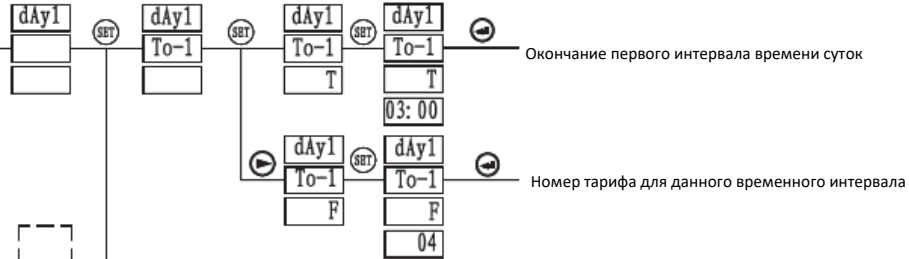 dAy1 SET dAy1 SET dAy1 SET dAy1
To-1 To-1 To-1 Окончание первого интервала времени суток
T T
03:00
dAy1 SET dAy1
To-1 To-1 Номер тарифа для данного временного интервала
F F
04